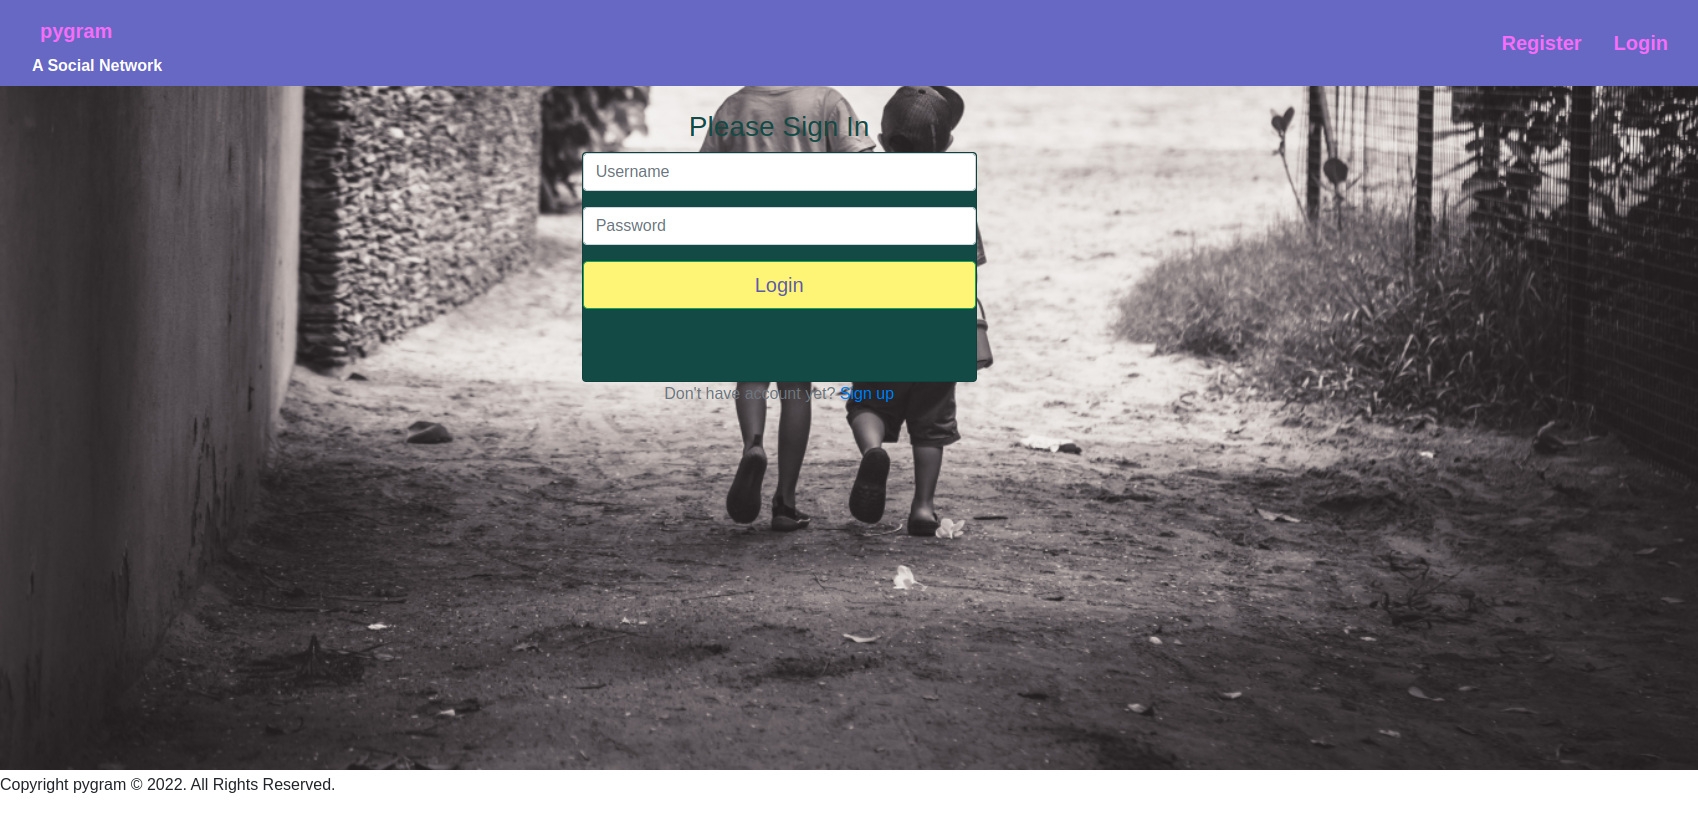 pygram
A Social Network
Register
Login
Please Sign In
Username
Password
Login
Don't have account yet? Sign up
Copyright pygram © 2022. All Rights Reserved.